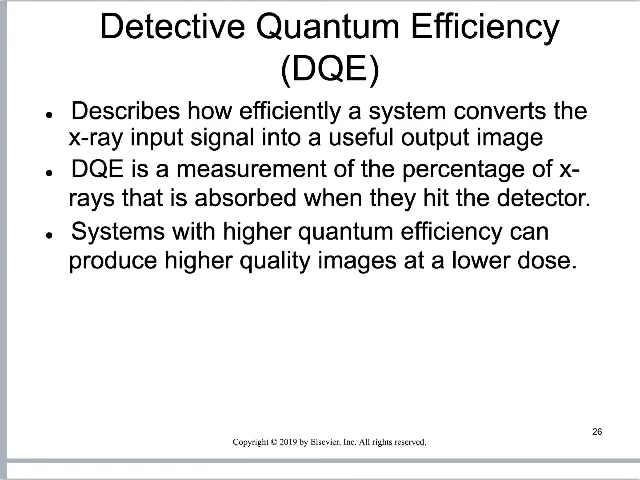 Detective Quantum Efficiency
(DQE)
• Describes how efficiently a system converts the
x-ray input signal into a useful output image
• DQE is a measurement of the percentage of x-
rays that is absorbed when they hit the detector.
• Systems with higher quantum efficiency can
produce higher quality images at a lower dose.
26
Copyright © 2019 by Elsevier, Inc. All rights reserved.